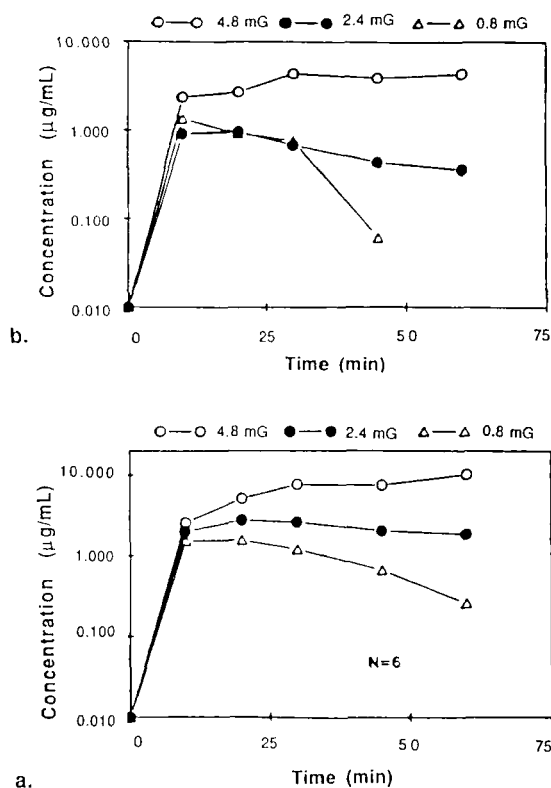 4.8 mG 2.4 mG 0.8 mG
Concentration (µg/mL)
10.000
1.000
0.100
0.010
0 25 50 75
Time (min)
b.
4.8 mG 2.4 mG 0.8 mG
Concentration (µg/mL)
10.000
1.000
0.100
0.010
N=6
0 25 50 75
Time (min)
a.